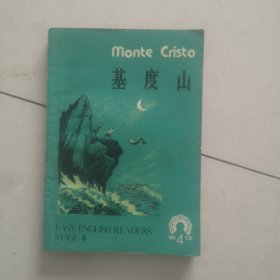 Monte Cristo
基度山
EASY ENGLISH READERS
STAGE 4
第4级